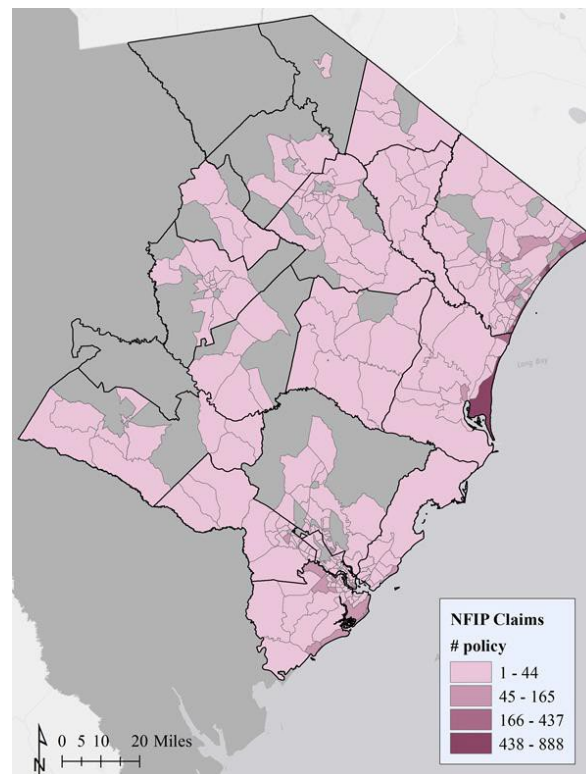 Long Bay
NFIP Claims
# policy
1 - 44
45 - 165
166 - 437
438 - 888
N
0 5 10 20 Miles